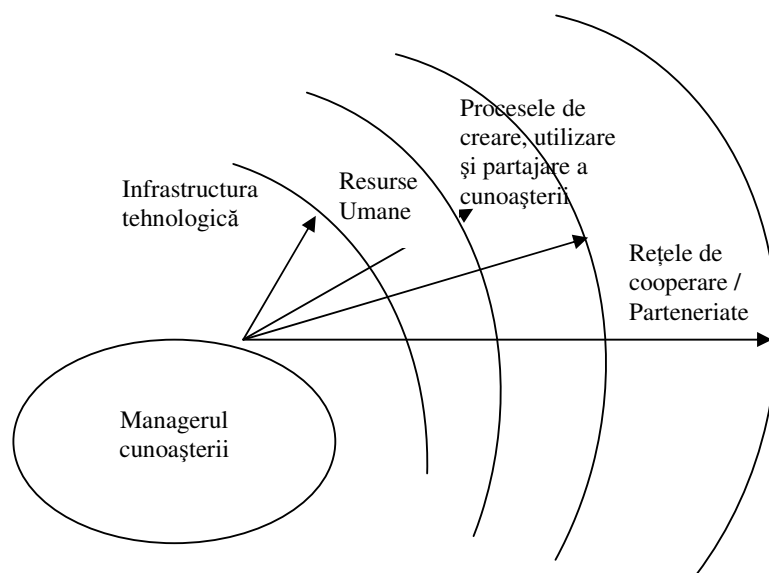 Infrastructura
tehnologică
Resurse
Umane
Procesele de
creare, utilizare
şi partajare a
cunoaşterii
Reţele de
cooperare /
Parteneriate
Managerul
cunoaşterii